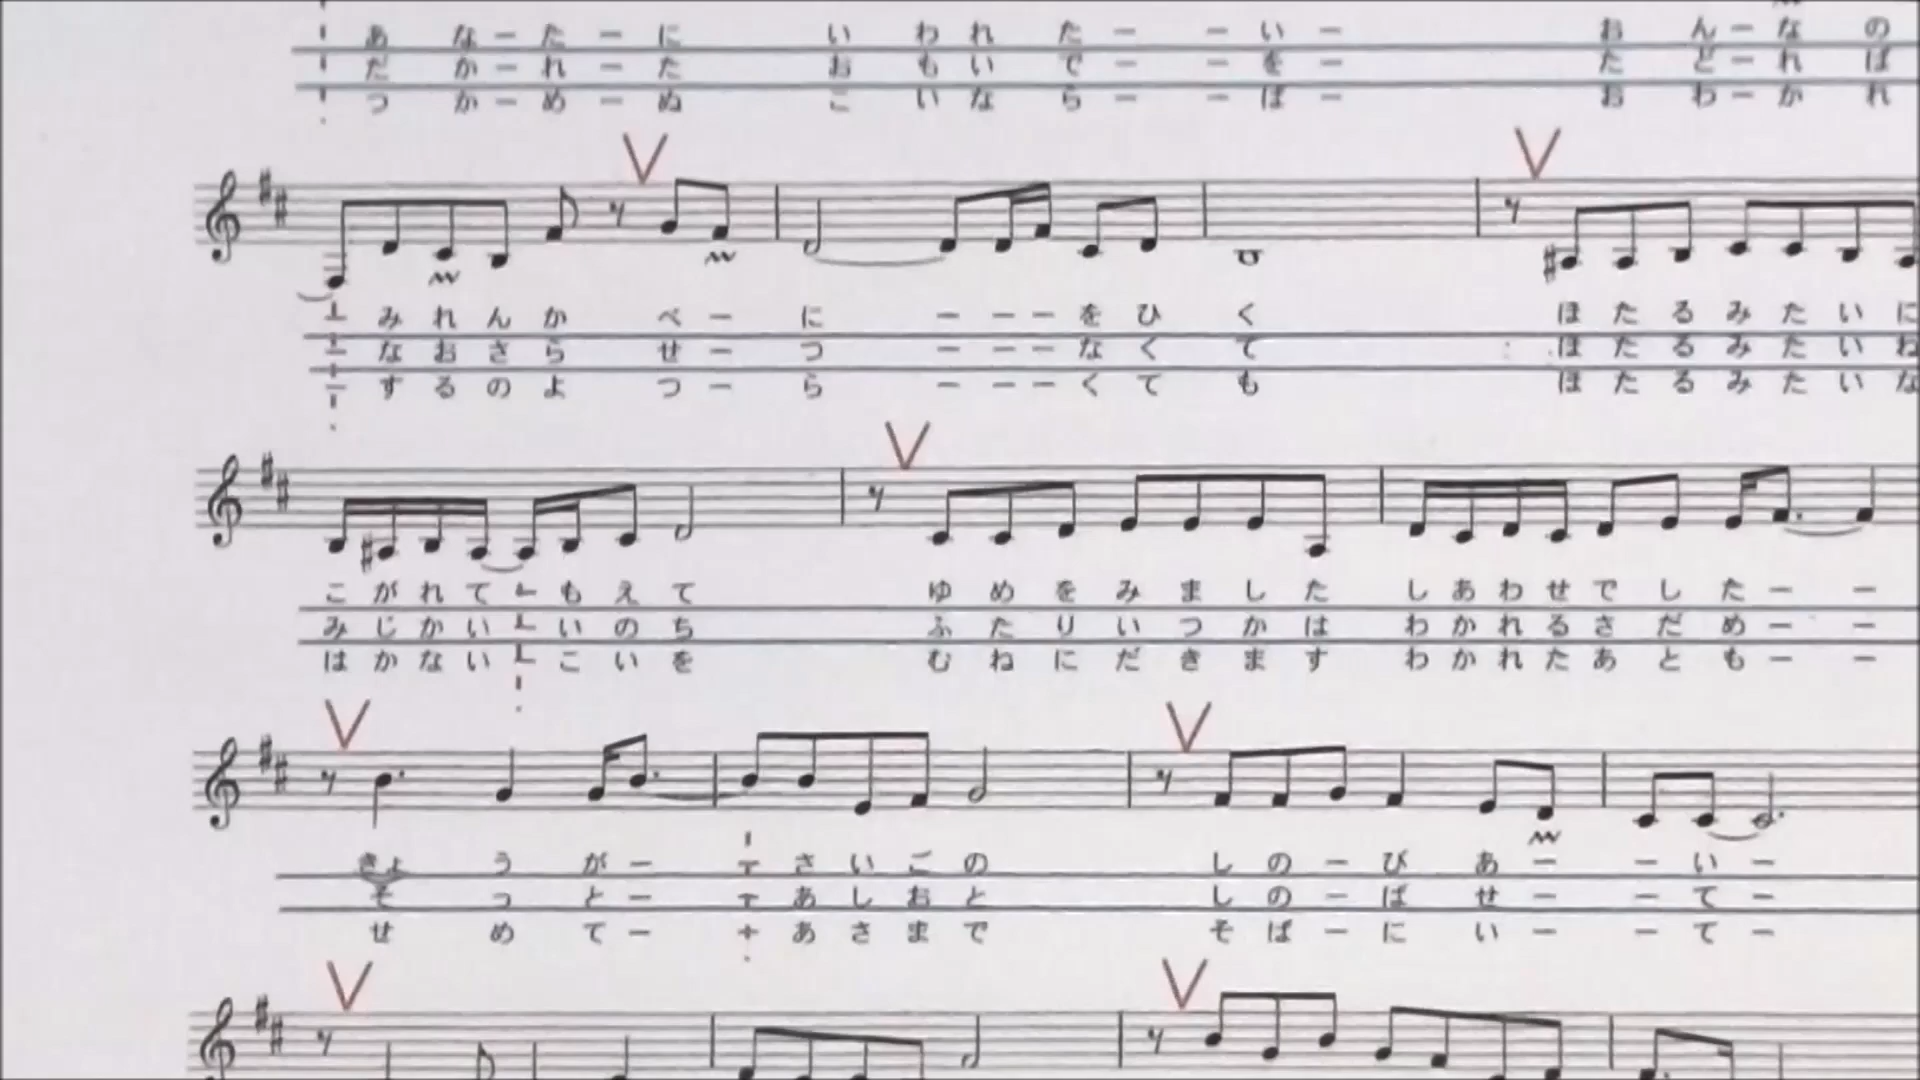 あ な ー た ー に い わ れ た ー ー い ー お ん ー な の
だ か ー れ ー た お も い で ー ー を ー た ど ー れ ば
つ か ー め ー ぬ こ い な ら ー ー ば ー お わ ー か れ
ー み れ ん か べ ー に ー ー ー を ひ く ほ た る み た い に
ー な お さ ら せ ー つ ー ー ー な く て ほ た る み た い ね
ー す る の よ つ ー ら ー ー ー く て も ほ た る み た い な
こ が れ て ー も え て ゆ め を み ま し た し あ わ せ で し た ー ー
み じ か い ー い の ち ふ た り い つ か は わ か れ る さ だ め ー ー
は か な い ー こ い を む ね に だ き ま す わ か れ た あ と も ー ー
きょ う が ー ー さ い ご の し の ー び あ ー ー い ー
そ っ と ー ー あ し お と し の ー ば せ ー ー て ー
せ め て ー ー あ さ ま で そ ば ー に い ー ー て ー